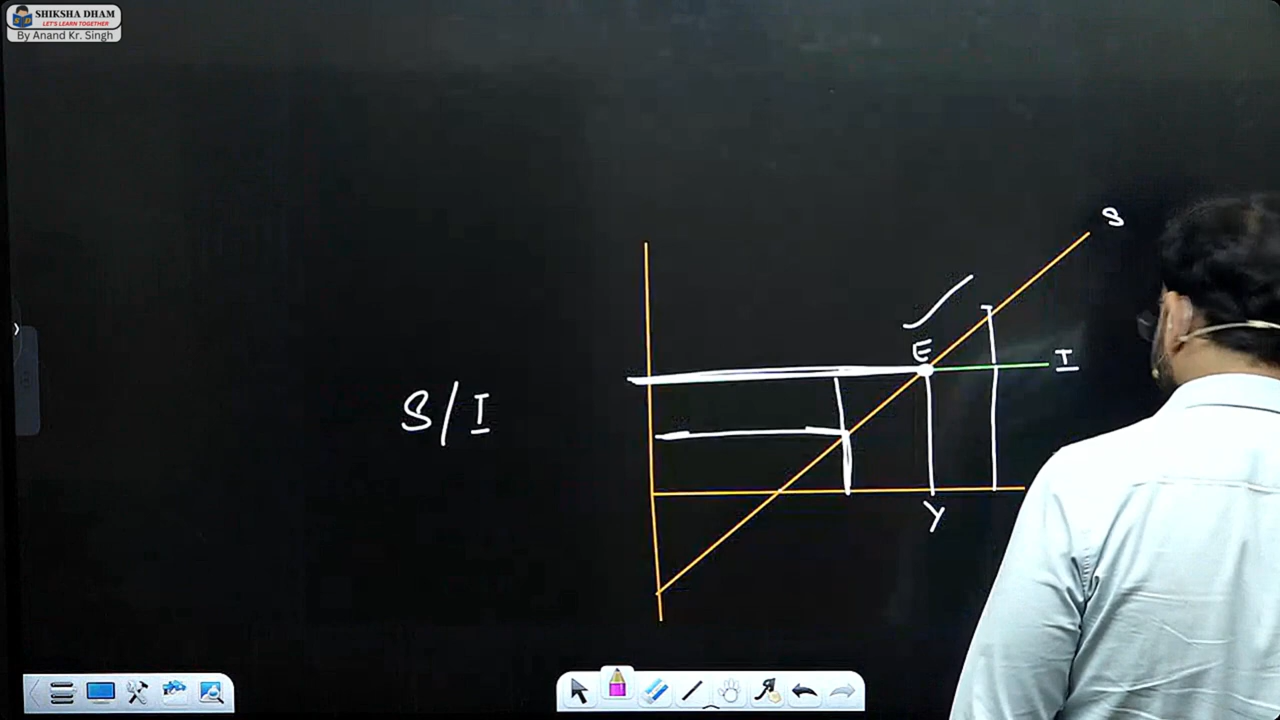 SHIKSHA DHAM
LET'S LEARN TOGETHER
By Anand Kr. Singh
S
E
I
S/I
Y